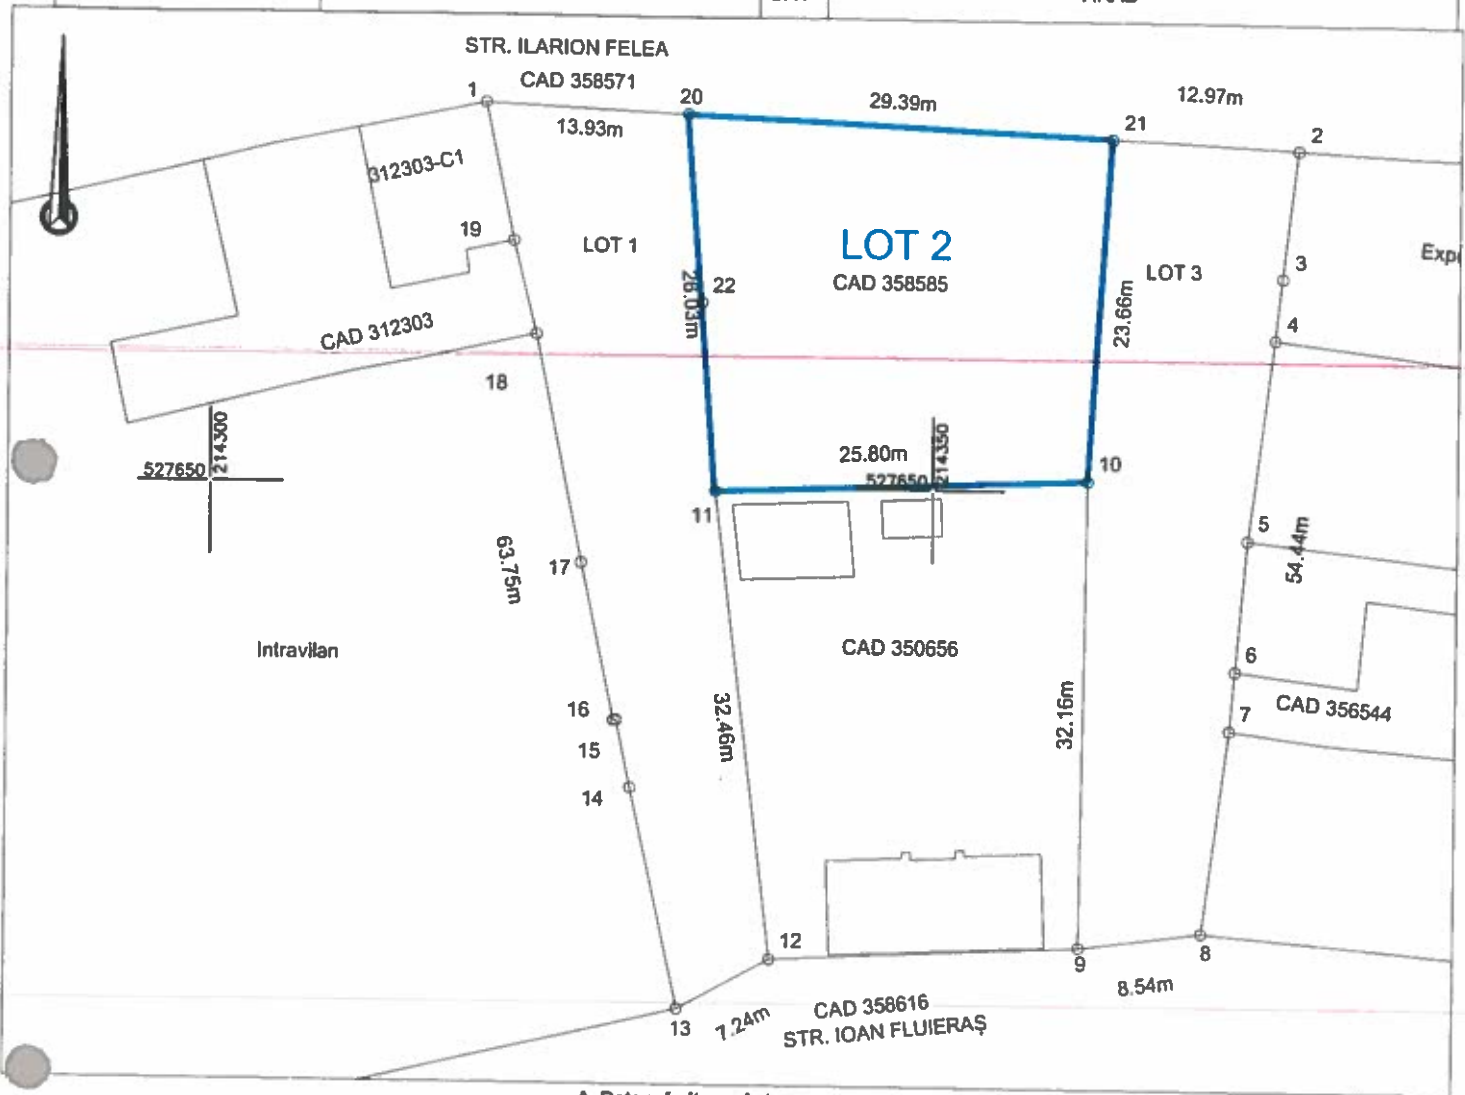 STR. ILARION FELEA
CAD 358571
1
20
29.39m
12.97m
13.93m
21
2
312303-C1
19
LOT 1
LOT 2
CAD 358585
LOT 3
3
22
26.03m
23.66m
4
CAD 312303
18
214300
527650
25.80m
214350
527650
10
11
5
54.44m
17
63.75m
Intravilan
CAD 350656
6
CAD 356544
7
16
15
14
32.46m
32.16m
12
9
8
8.54m
13
7.24m
CAD 358616
STR. IOAN FLUIERAȘ